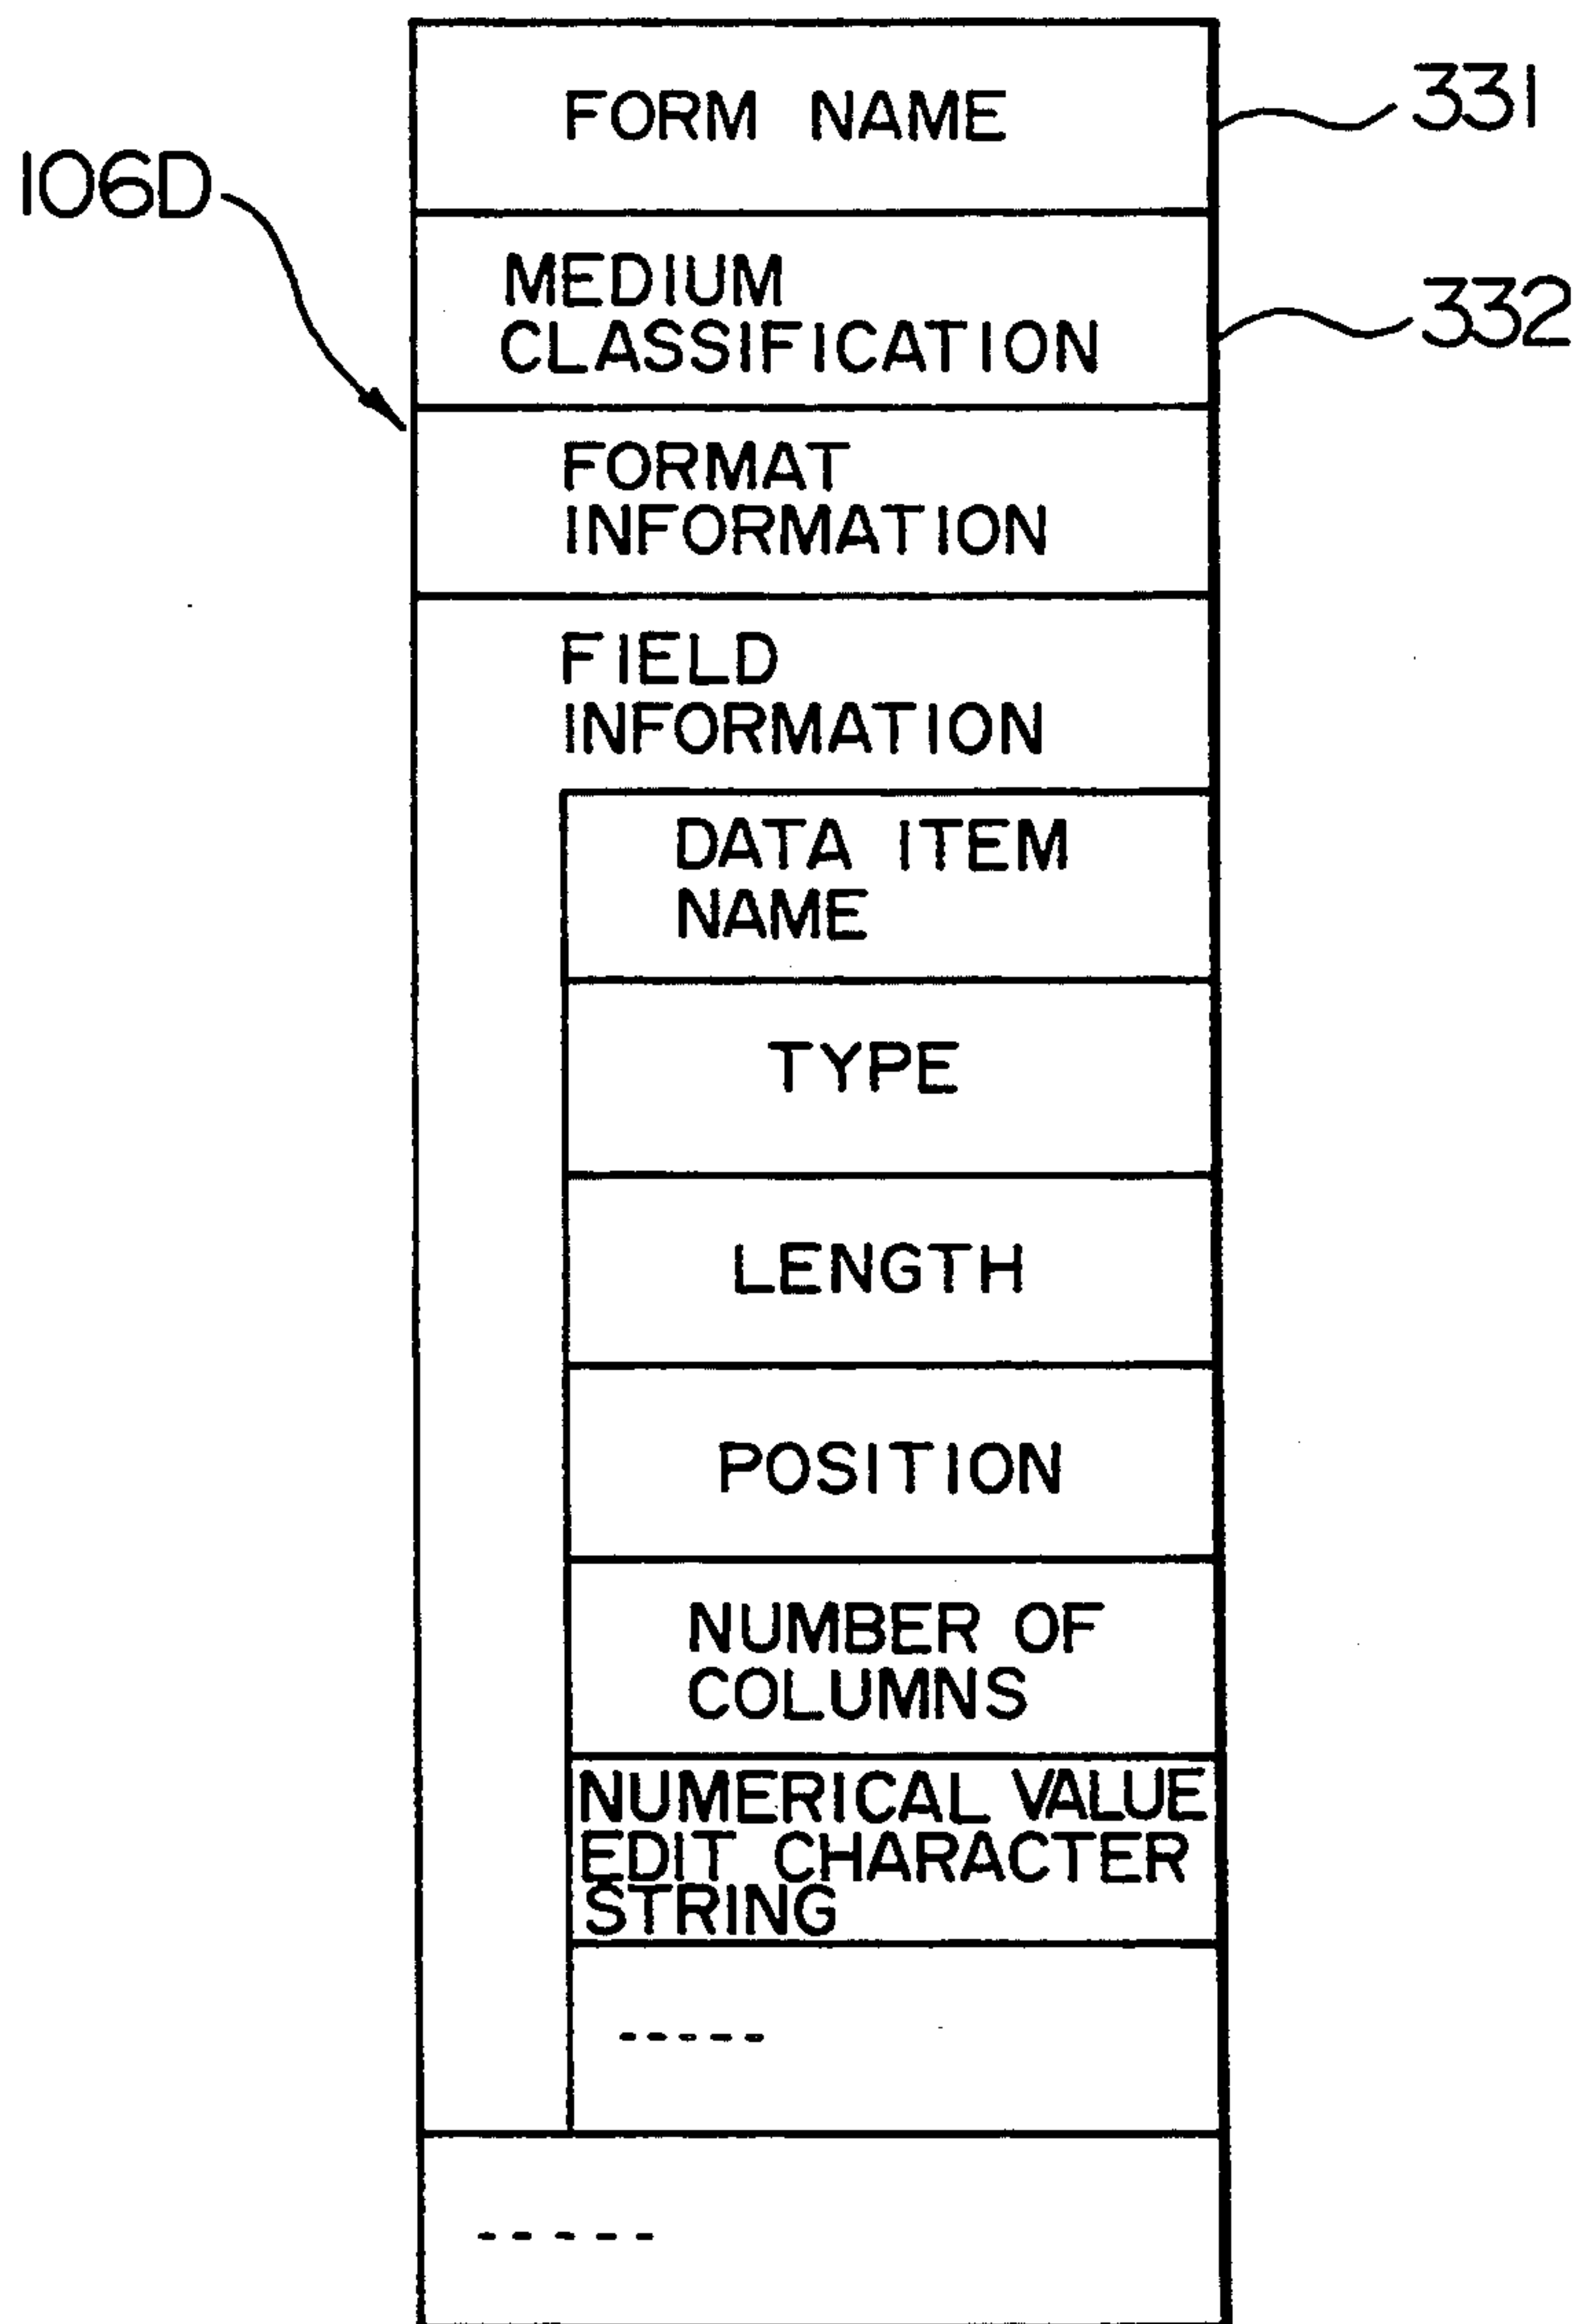 FORM NAME
331
106D
MEDIUM
CLASSIFICATION
332
FORMAT
INFORMATION
FIELD
INFORMATION
DATA ITEM
NAME
TYPE
LENGTH
POSITION
NUMBER OF
COLUMNS
NUMERICAL VALUE
EDIT CHARACTER
STRING
-----
-----